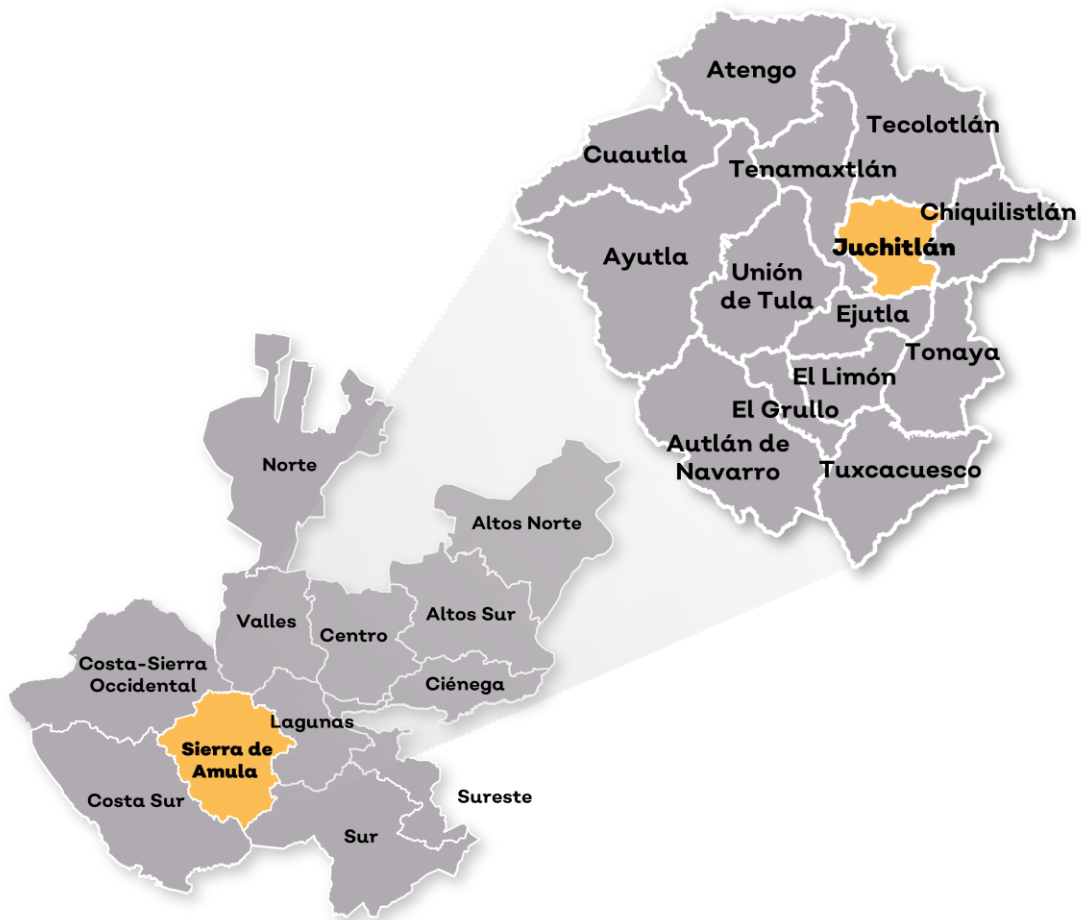 Atengo
Tecolotlán
Cuautla
Tenamaxtlán
Chiquilistlán
Juchitlán
Ayutla
Unión
de Tula
Ejutla
Tonaya
El Limón
El Grullo
Autlán de
Navarro
Tuxcacuesco
Norte
Altos Norte
Valles
Centro
Altos Sur
Costa-Sierra
Occidental
Ciénega
Lagunas
Sierra de
Amula
Costa Sur
Sureste
Sur